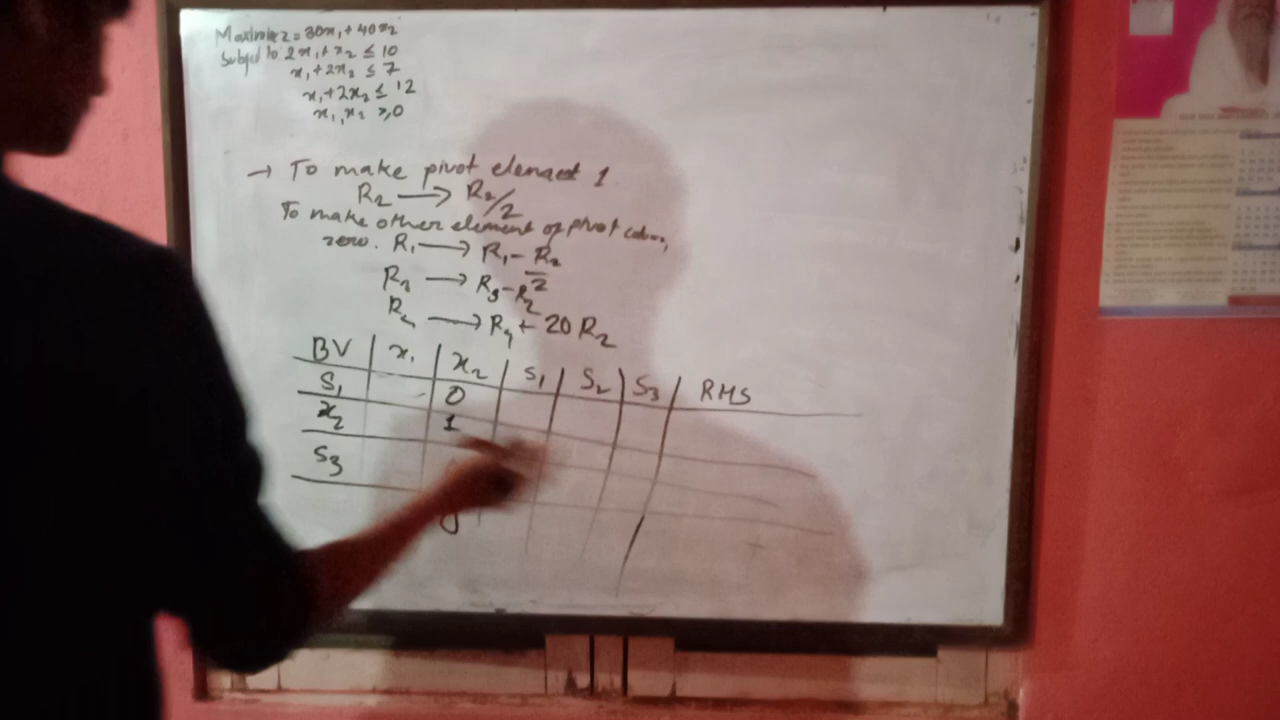 Maximize z = 30x₁ + 40x₂
Subject to 2x₁ + x₂ ≤ 10
x₁ + 2x₂ ≤ 7
x₁ + 2x₂ ≤ 12
x₁, x₂ ≥ 0
→ To make pivot element 1
R₂ → R₂/2
To make other element of pivot
zero. R₁ → R₁ - R₂/2
R₃ → R₃ - R₂
R₄ → R₄ + 20 R₂
BV x₁ x₂ S₁ S₂ S₃ RHS
S₁ 0
x₂ 1
S₃
0